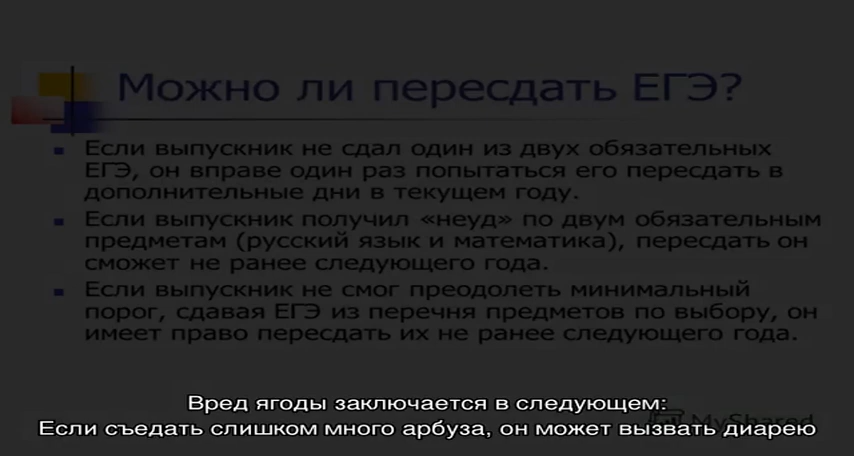 Можно ли пересдать ЕГЭ?
Если выпускник не сдал один из двух обязательных
ЕГЭ, он вправе один раз попытаться его пересдать в
дополнительные дни в текущем году.
Если выпускник получил «неуд» по двум обязательным
предметам (русский язык и математика), пересдать он
сможет не ранее следующего года.
Если выпускник не смог преодолеть минимальный
порог, сдавая ЕГЭ из перечня предметов по выбору, он
имеет право пересдать их не ранее следующего года.
Вред ягоды заключается в следующем:
MyShared
Если съедать слишком много арбуза, он может вызвать диарею